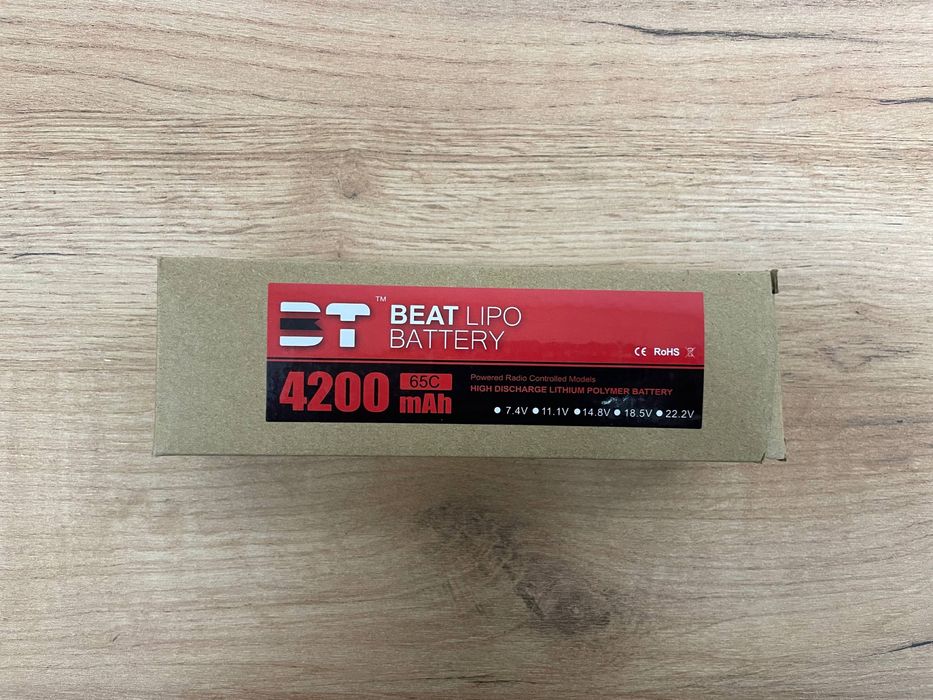 BT™
BEAT LIPO
BATTERY
CE RoHS
4200 65C mAh
Powered Radio Controlled Models
HIGH DISCHARGE LITHIUM POLYMER BATTERY
7.4V 11.1V 14.8V 18.5V 22.2V